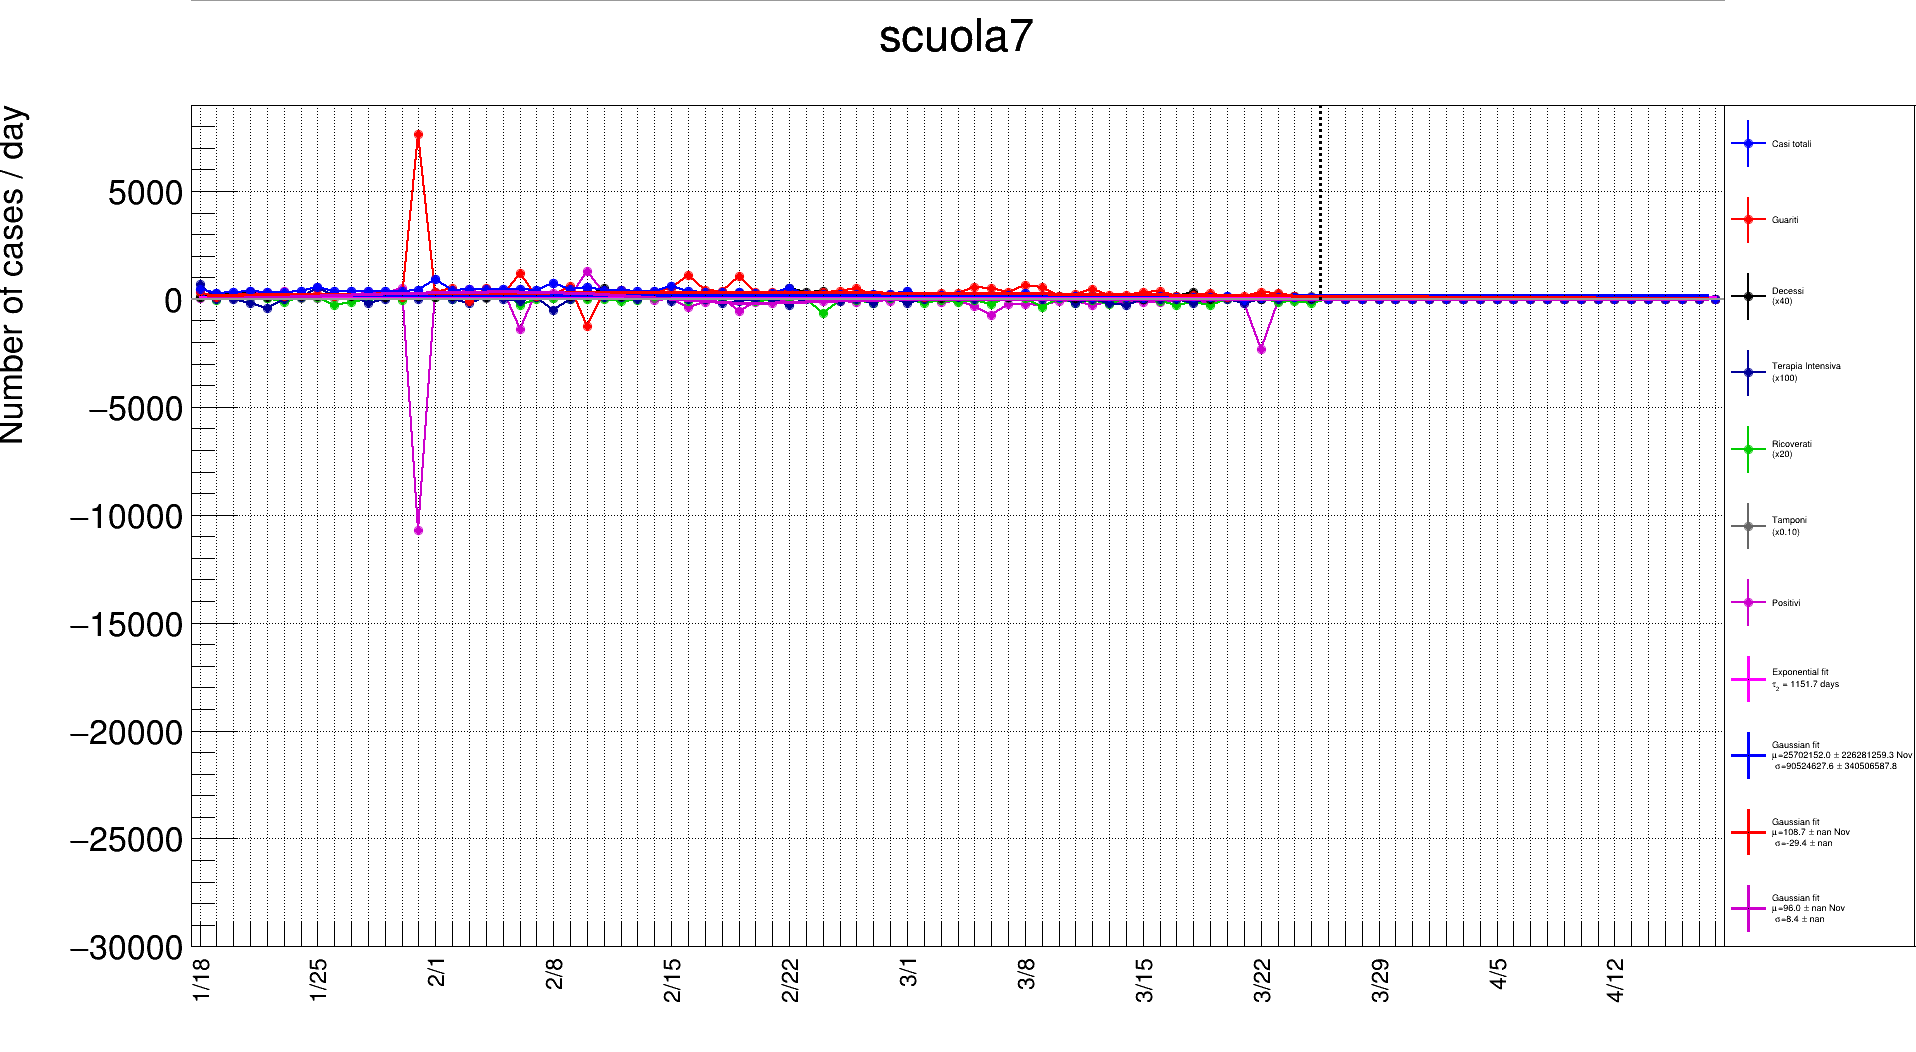 scuola7
Number of cases / day
5000
0
−5000
−10000
−15000
−20000
−25000
−30000
1/18
1/25
2/1
2/8
2/15
2/22
3/1
3/8
3/15
3/22
3/29
4/5
4/12
Casi totali
Guariti
Decessi
(x40)
Terapia Intensiva
(x100)
Ricoverati
(x20)
Tamponi
(x0.10)
Positivi
Exponential fit
τ₂ = 1151.7 days
Gaussian fit
μ=25702152.0 ± 226281259.3 Nov
σ=90524627.6 ± 340506587.8
Gaussian fit
μ=108.7 ± nan Nov
σ=-29.4 ± nan
Gaussian fit
μ=96.0 ± nan Nov
σ=8.4 ± nan